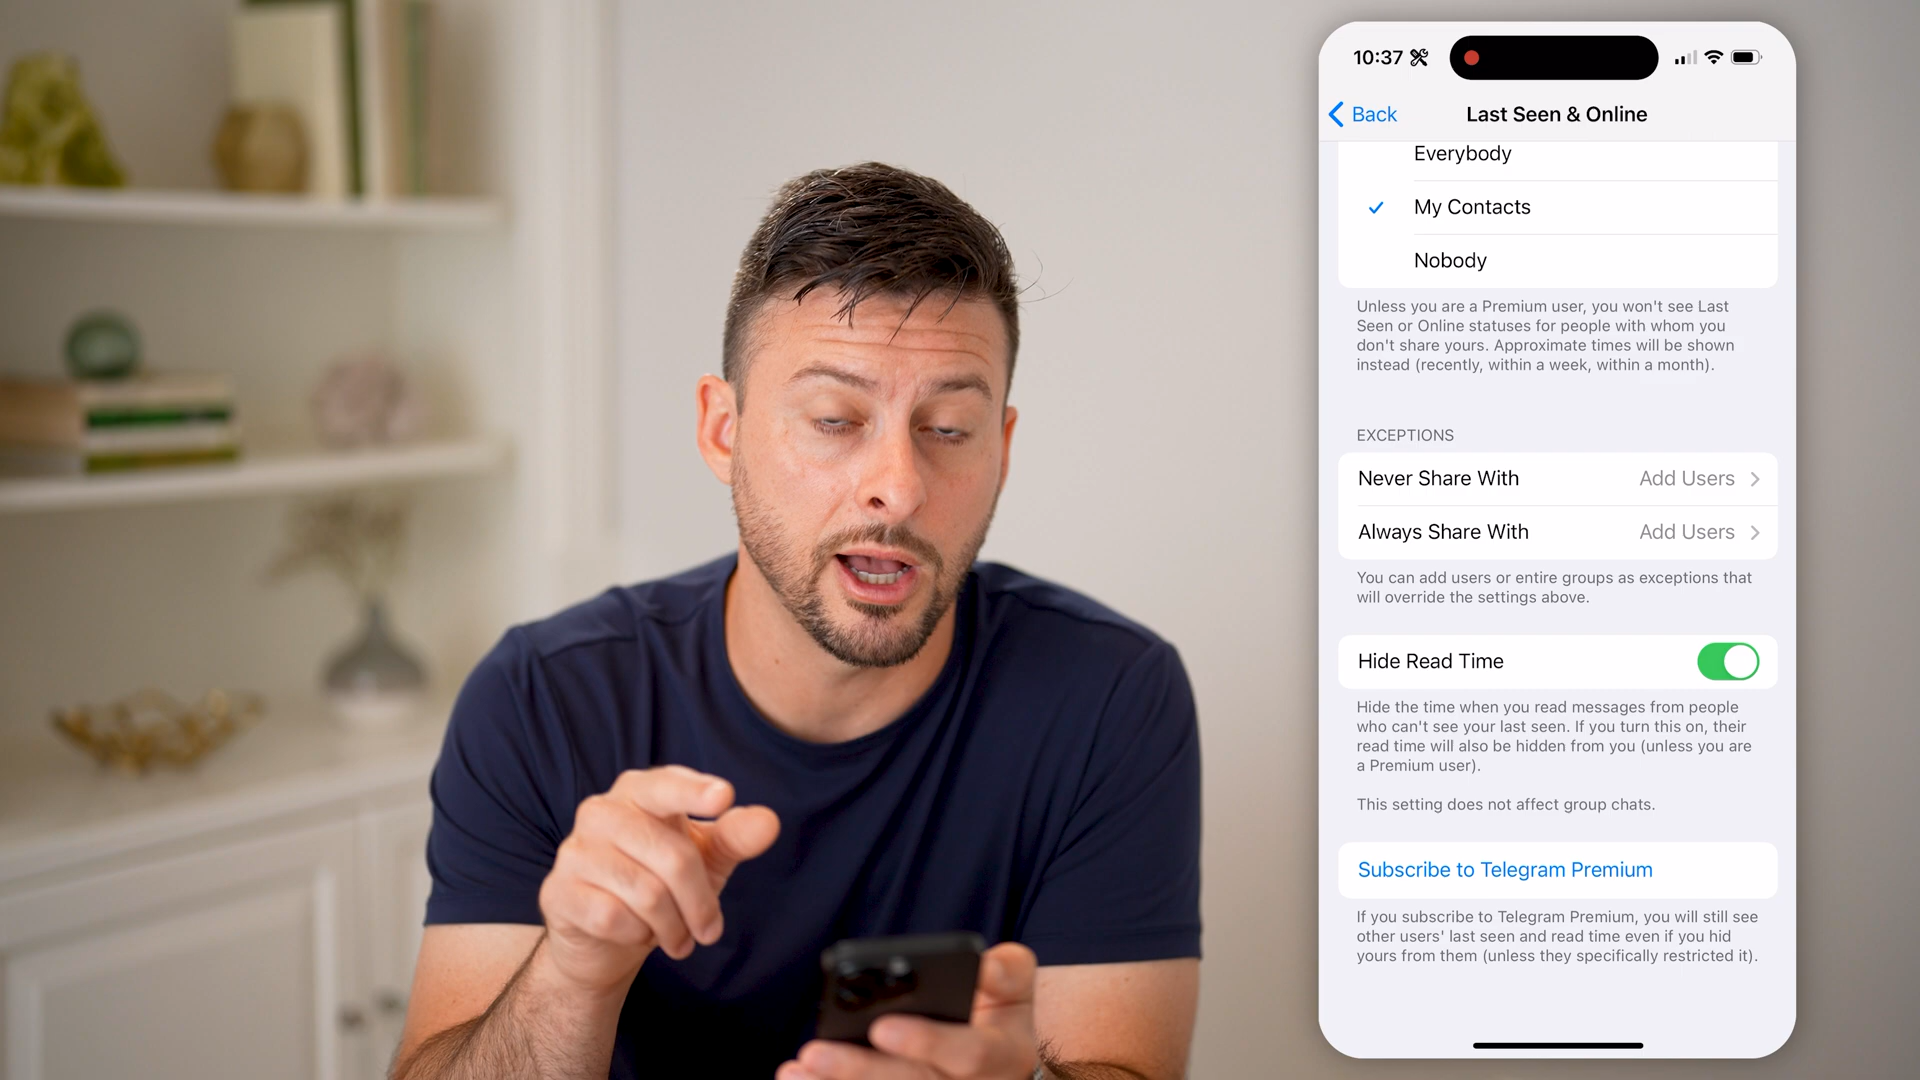 10:37
Back
Last Seen & Online
Everybody
My Contacts
Nobody
Unless you are a Premium user, you won't see Last
Seen or Online statuses for people with whom you
don't share yours. Approximate times will be shown
instead (recently, within a week, within a month).
EXCEPTIONS
Never Share With Add Users
Always Share With Add Users
You can add users or entire groups as exceptions that
will override the settings above.
Hide Read Time
Hide the time when you read messages from people
who can't see your last seen. If you turn this on, their
read time will also be hidden from you (unless you are
a Premium user).
This setting does not affect group chats.
Subscribe to Telegram Premium
If you subscribe to Telegram Premium, you will still see
other users' last seen and read time even if you hid
yours from them (unless they specifically restricted it).